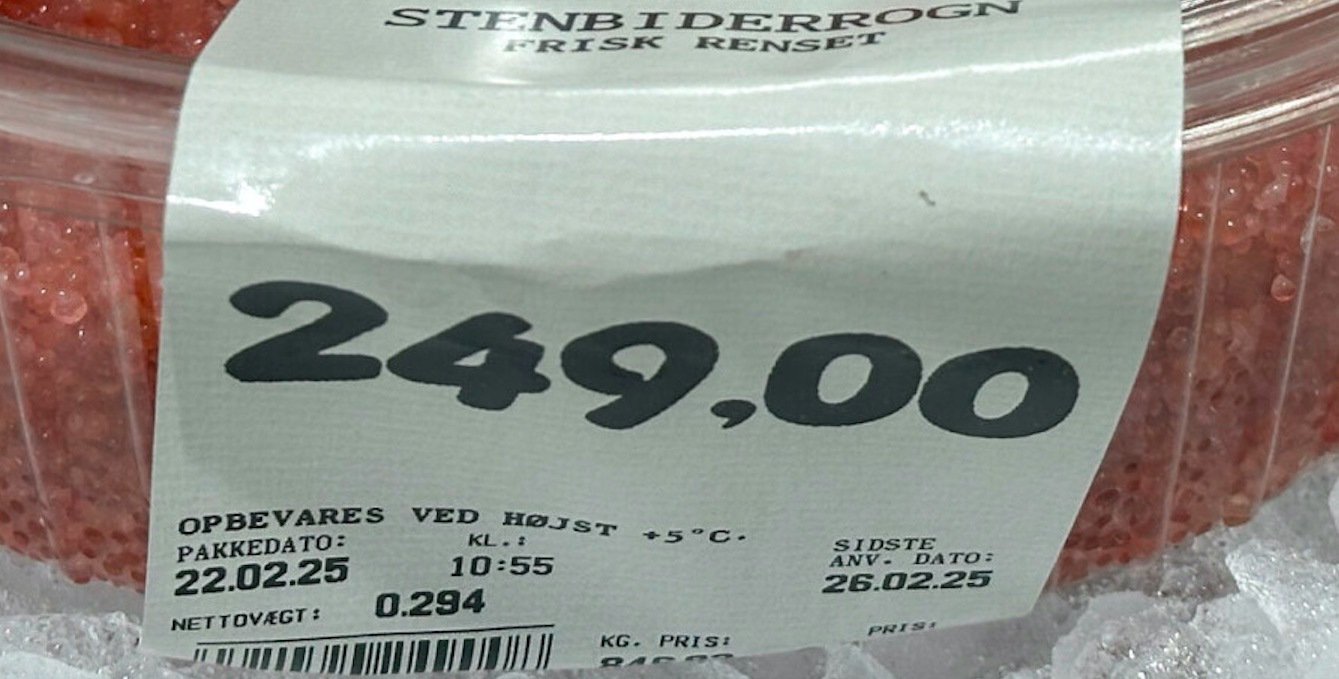 STENBIDERROGN
FRISK RENSET
249,00
OPBEVARES VED HØJST +5°C.
PAKKEDATO: KL.: SIDSTE
ANV. DATO:
22.02.25 10:55 26.02.25
NETTOVÆGT: 0.294
KG. PRIS: PRIS: